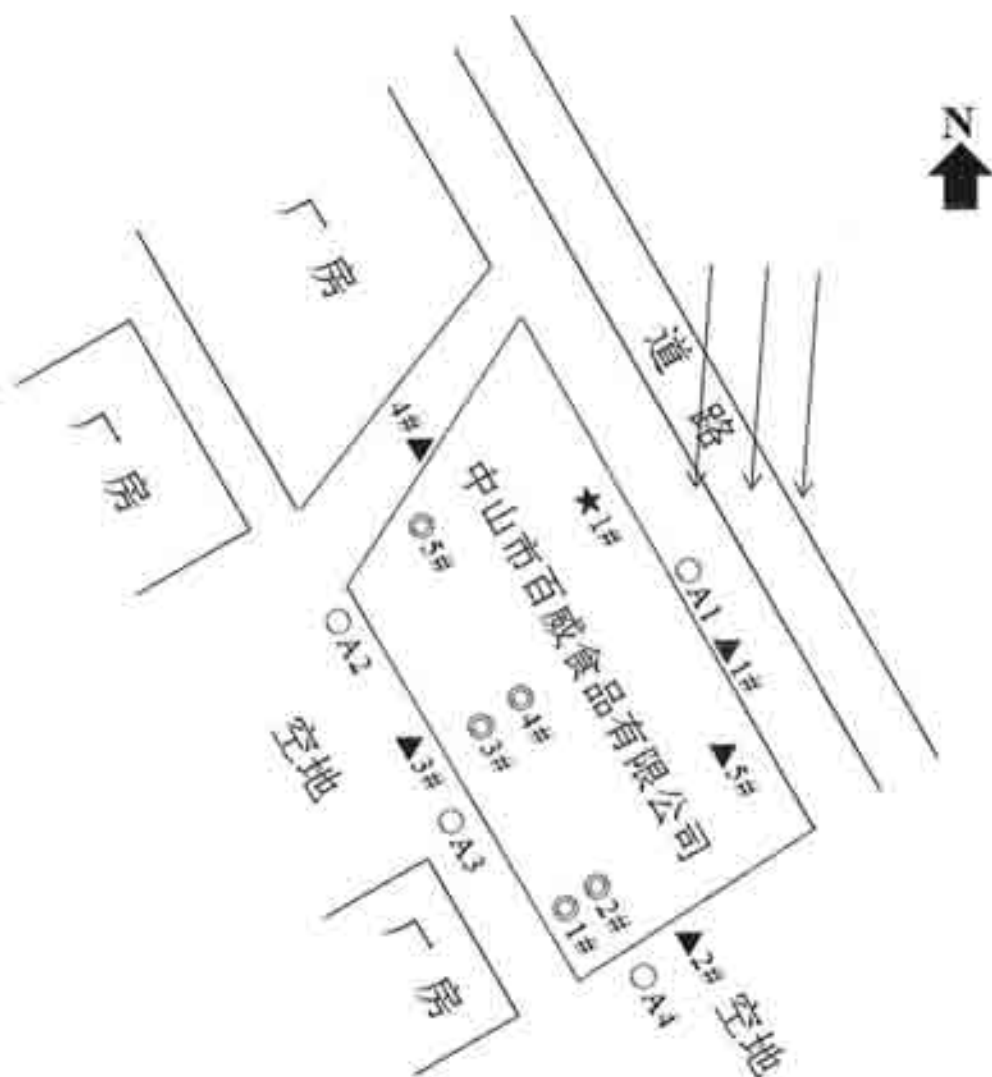 N
厂房
厂房
道路
4#▲
★1#
中山市百威食品有限公司
◎5#
○A1
▲1#
○A2
◎4#
◎3#
▲3#
▲5#
空地
○A3
◎2#
◎1#
厂房
▲2#
○A4
空地